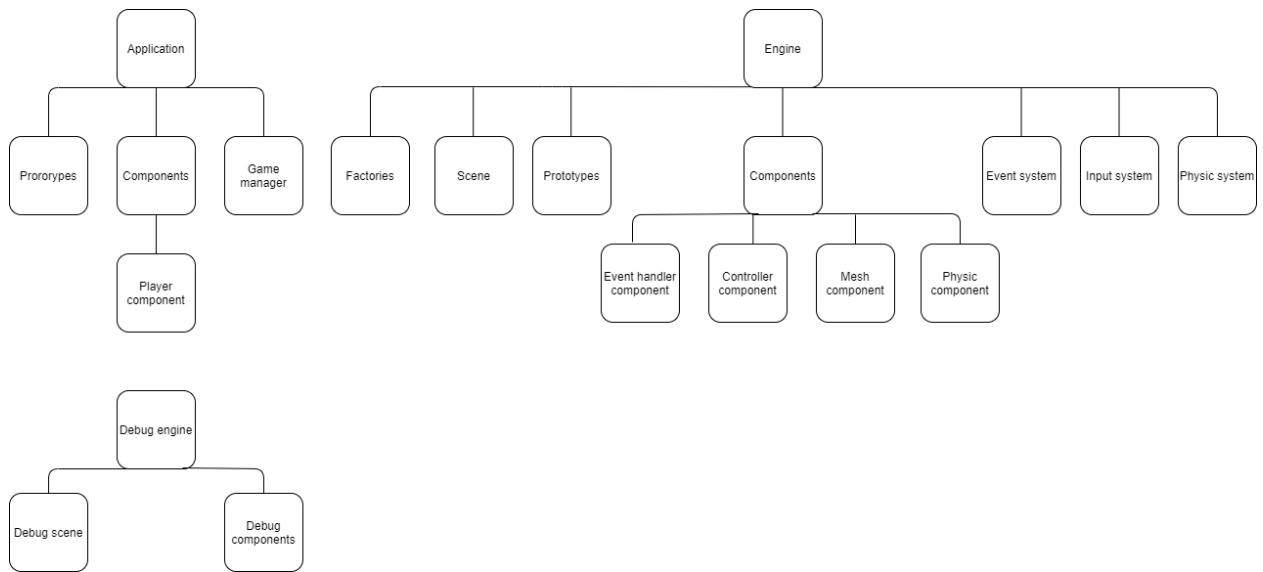 Application
Engine
Prororypes
Components
Game
manager
Factories
Scene
Prototypes
Components
Event system
Input system
Physic system
Player
component
Event handler
component
Controller
component
Mesh
component
Physic
component
Debug engine
Debug scene
Debug
components